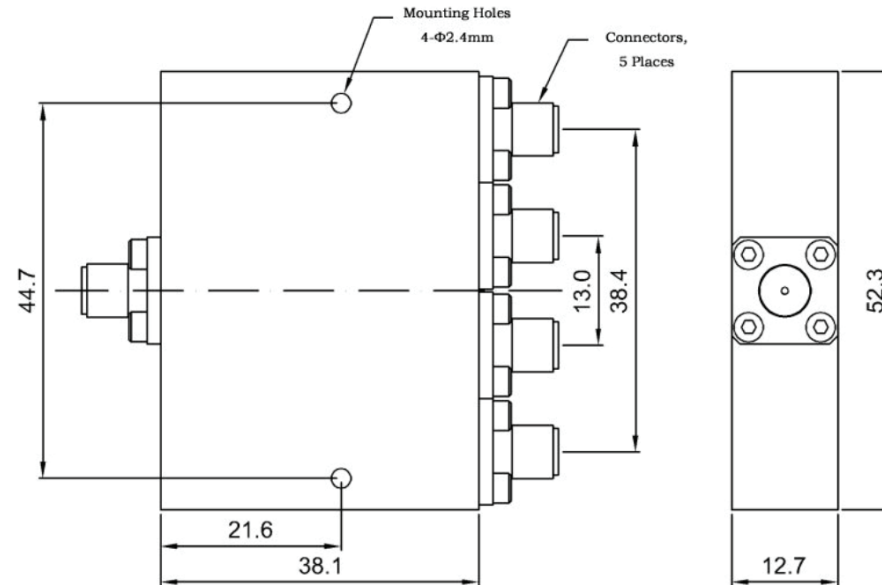 Mounting Holes
4-Φ2.4mm
Connectors,
5 Places
44.7
13.0
38.4
52.3
21.6
38.1
12.7